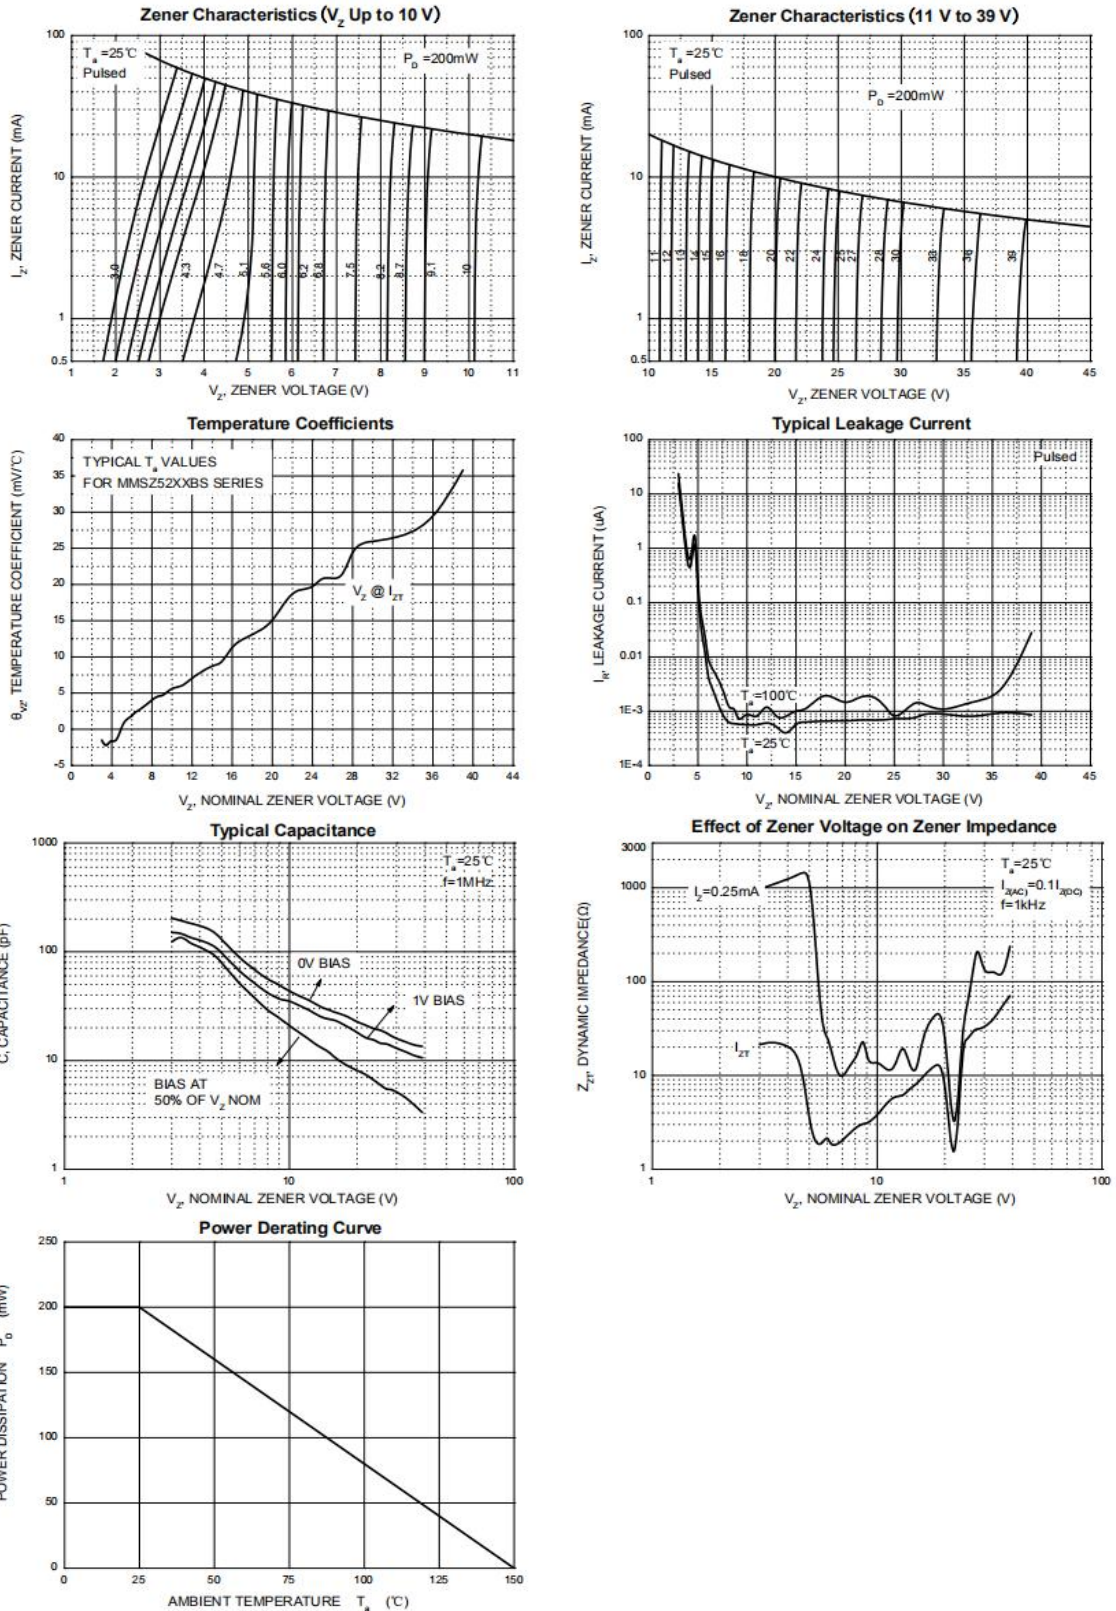 Zener Characteristics (VZ Up to 10 V)
Ta=25℃
Pulsed
PD=200mW
IZ, ZENER CURRENT (mA)
100
10
1
0.5
3.0
4.3
4.7
5.1
5.6
6.0
6.2
6.8
7.5
8.2
8.7
9.1
10
1 2 3 4 5 6 7 8 9 10 11
VZ, ZENER VOLTAGE (V)
Zener Characteristics (11 V to 39 V)
Ta=25℃
Pulsed
PD=200mW
IZ, ZENER CURRENT (mA)
100
10
1
0.5
11
12
13
14
15
16
18
20
22
24
25
27
28
30
33
36
39
10 15 20 25 30 35 40 45
VZ, ZENER VOLTAGE (V)
Temperature Coefficients
TYPICAL Ta VALUES
FOR MMSZ52XXBS SERIES
VZ @ IZT
θVZ, TEMPERATURE COEFFICIENT (mV/℃)
40
35
30
25
20
15
10
5
0
-5
0 4 8 12 16 20 24 28 32 36 40 44
VZ, NOMINAL ZENER VOLTAGE (V)
Typical Leakage Current
Pulsed
IR, LEAKAGE CURRENT (uA)
100
10
1
0.1
0.01
1E-3
1E-4
Ta=100℃
Ta=25℃
0 5 10 15 20 25 30 35 40 45
VZ, NOMINAL ZENER VOLTAGE (V)
Typical Capacitance
Ta=25℃
f=1MHz
C, CAPACITANCE (pF)
1000
100
10
1
0V BIAS
1V BIAS
BIAS AT
50% OF VZ NOM
1 10 100
VZ, NOMINAL ZENER VOLTAGE (V)
Effect of Zener Voltage on Zener Impedance
Ta=25℃
IZ(AC)=0.1IZ(DC)
f=1kHz
IZ=0.25mA
IZT
ZZT, DYNAMIC IMPEDANCE(Ω)
3000
1000
100
10
1
1 10 100
VZ, NOMINAL ZENER VOLTAGE (V)
Power Derating Curve
POWER DISSIPATION PD (mW)
250
200
150
100
50
0
0 25 50 75 100 125 150
AMBIENT TEMPERATURE Ta (℃)